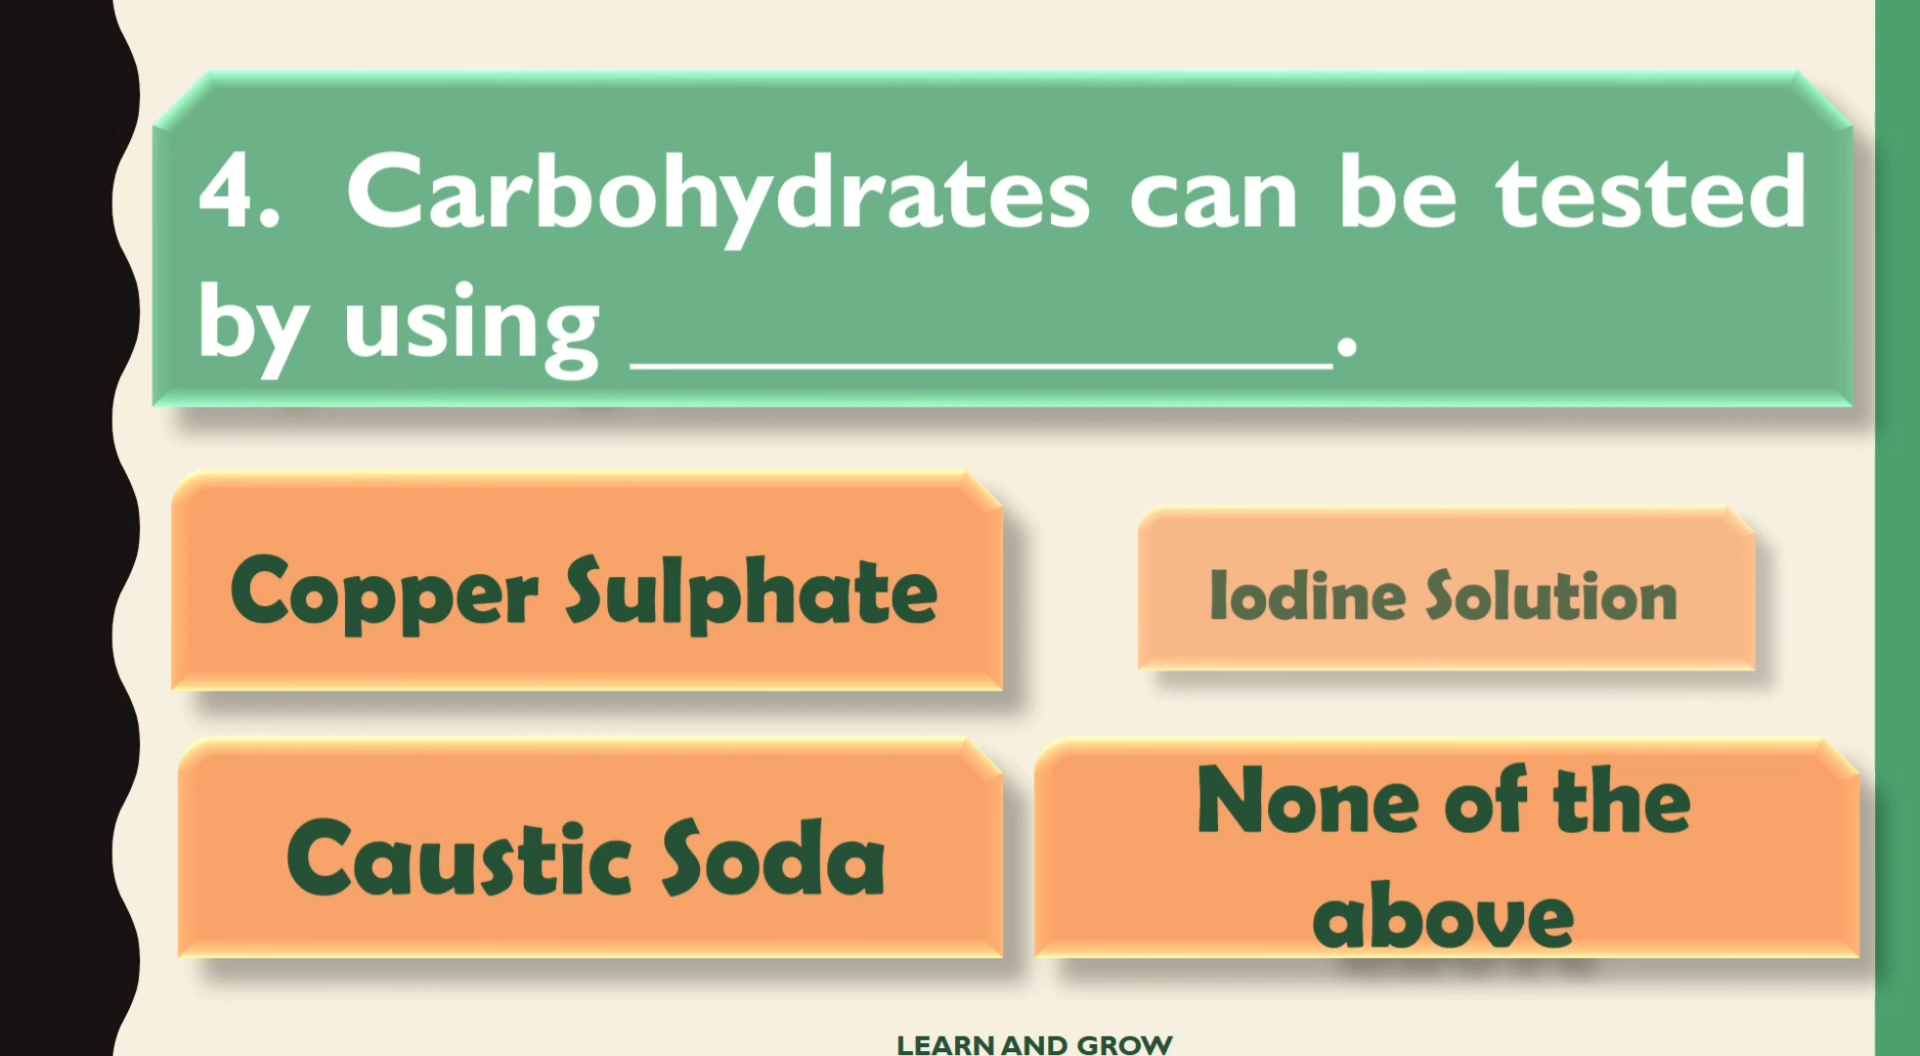 4. Carbohydrates can be tested
by using ______________.
Copper Sulphate
Iodine Solution
Caustic Soda
None of the
above
LEARN AND GROW